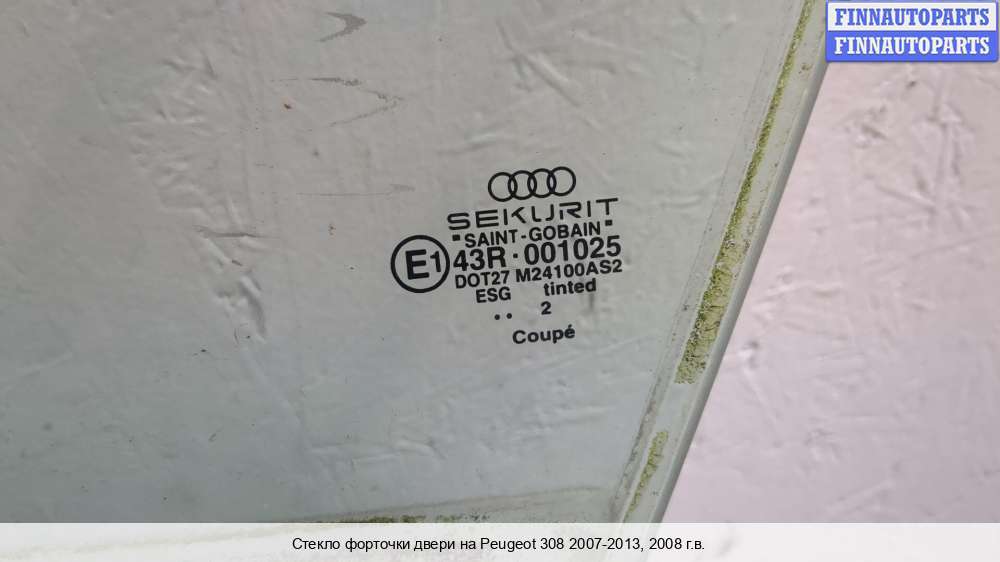 FINNAUTOPARTS
FINNAUTOPARTS
SEKURIT
"SAINT-GOBAIN"
E1 43R·001025
DOT27 M24100AS2
ESG tinted
.. 2
Coupé
Стекло форточки двери на Peugeot 308 2007-2013, 2008 г.в.